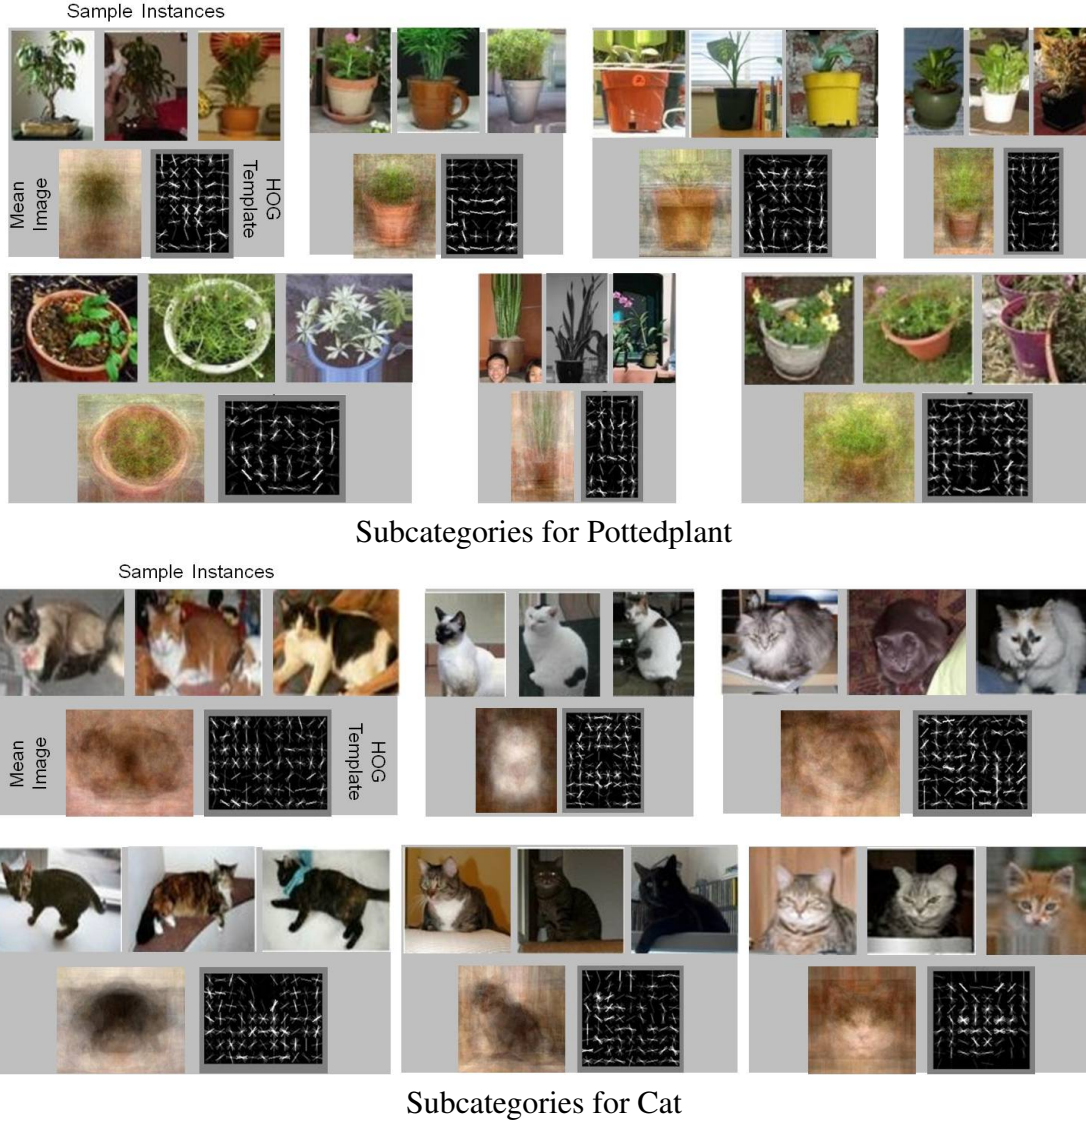 Sample Instances
Mean
Image
HOG
Template
Subcategories for Pottedplant
Sample Instances
Mean
Image
HOG
Template
Subcategories for Cat